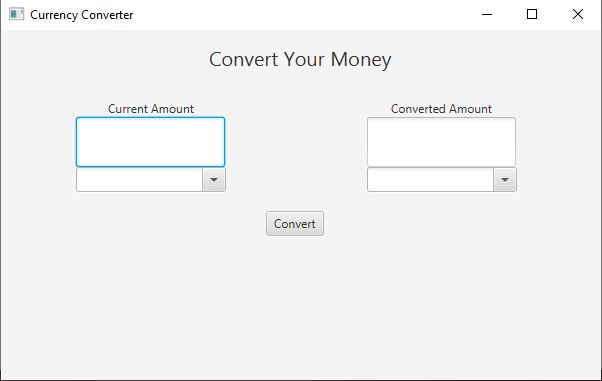 Currency Converter
Convert Your Money
Current Amount
Converted Amount
Convert